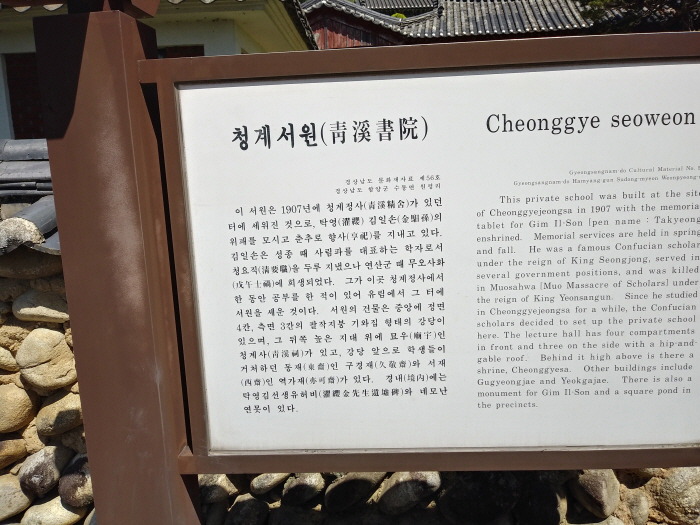 청계서원(靑溪書院)
경상남도 문화재자료 제56호
경상남도 함양군 수동면 원평리
이 서원은 1907년에 청계정사(靑溪精舍)가 있던
터에 세워진 것으로, 탁영(濯纓) 김일손(金馹孫)의
위패를 모시고 춘추로 향사(享祀)를 지내고 있다.
김일손은 성종 때 사림파를 대표하는 학자로서
청요직(淸要職)을 두루 지냈으나 연산군 때 무오사화
(戊午士禍)에 희생되었다. 그가 이곳 청계정사에서
한 동안 공부를 한 적이 있어 유림에서 그 터에
서원을 세운 것이다. 서원의 건물은 중앙에 정면
4칸, 측면 3칸의 팔작지붕 기와집 형태의 강당이
있으며, 그 뒤쪽 높은 지대 위에 묘우(廟宇)인
청계사(靑溪祠)가 있고, 강당 앞으로 학생들이
거처하던 동재(東齋)인 구경재(久敬齋)와 서재
(西齋)인 역가재(亦可齋)가 있다. 경내(境內)에는
탁영김선생유허비(濯纓金先生遺墟碑)와 네모난
연못이 있다.
Cheonggye seoweon
Gyeongsangnam-do Cultural Material No.
Gyeongsangnam-do Hamyang-gun Sudong-myeon
This private school was built at the site
of Cheonggyejeongsa in 1907 with the memorial
tablet for Gim Il-Son [pen name : Takyeong
enshrined. Memorial services are held in spring
and fall. He was a famous Confucian scholar
under the reign of King Seongjong, served in
several government positions, and was killed
in Muosahwa [Muo Massacre of Scholars] under
the reign of King Yeonsangun. Since he studied
in Cheonggyejeongsa for a while, the Confucian
scholars decided to set up the private school
here. The lecture hall has four compartments
in front and three on the side with a hip-and-
gable roof. Behind it high above is there a
shrine, Cheonggyesa. Other buildings include
Gugyeongjae and Yeokgajae. There is also a
monument for Gim Il-Son and a square pond in
the precincts.